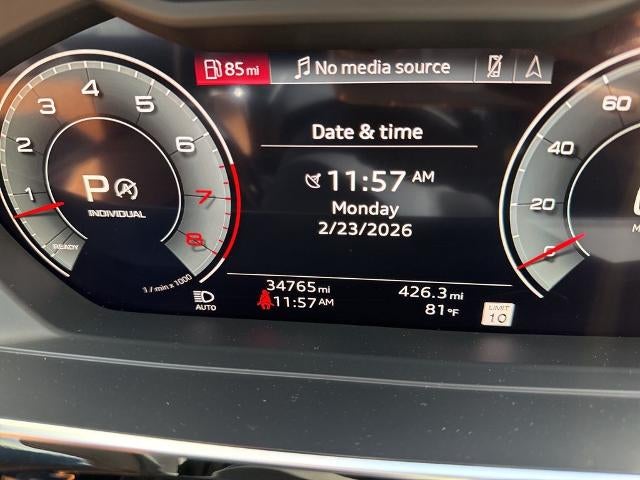 85 mi
No media source
Date & time
11:57 AM
Monday
2/23/2026
34765 mi
11:57 AM
426.3 mi
81 °F
LIMIT
10
1
2
3
4
5
6
7
8
P
A
INDIVIDUAL
READY
1 / min x 1000
AUTO
60
40
20
0
M